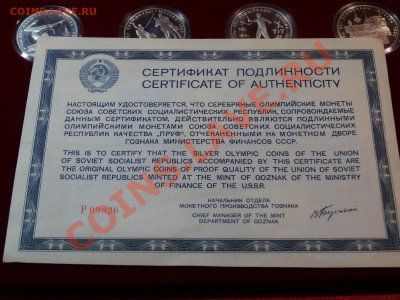 COINS.LIVE.RU
СЕРТИФИКАТ ПОДЛИННОСТИ
CERTIFICATE OF AUTHENTICITY
НАСТОЯЩИМ УДОСТОВЕРЯЕТСЯ, ЧТО СЕРЕБРЯНЫЕ ОЛИМПИЙСКИЕ МОНЕТЫ
СОЮЗА СОВЕТСКИХ СОЦИАЛИСТИЧЕСКИХ РЕСПУБЛИК, СОПРОВОЖДАЕМЫЕ
ДАННЫМ СЕРТИФИКАТОМ, ДЕЙСТВИТЕЛЬНО ЯВЛЯЮТСЯ ПОДЛИННЫМИ
ОЛИМПИЙСКИМИ МОНЕТАМИ СОЮЗА СОВЕТСКИХ СОЦИАЛИСТИЧЕСКИХ
РЕСПУБЛИК КАЧЕСТВА „ПРУФ", ОТЧЕКАНЕННЫМИ НА МОНЕТНОМ ДВОРЕ
ГОЗНАКА МИНИСТЕРСТВА ФИНАНСОВ СССР.
THIS IS TO CERTIFY THAT THE SILVER OLYMPIC COINS OF THE UNION
OF SOVIET SOCIALIST REPUBLICS ACCOMPANIED BY THIS CERTIFICATE ARE
THE ORIGINAL OLYMPIC COINS OF PROOF QUALITY OF THE UNION OF SOVIET
SOCIALIST REPUBLICS MINTED AT THE MINT OF GOZNAK OF THE MINISTRY
OF FINANCE OF THE U.S.S.R.
НАЧАЛЬНИК ОТДЕЛА
МОНЕТНОГО ПРОИЗВОДСТВА ГОЗНАКА
P 09926
CHIEF MANAGER OF THE MINT
DEPARTMENT OF GOZNAK